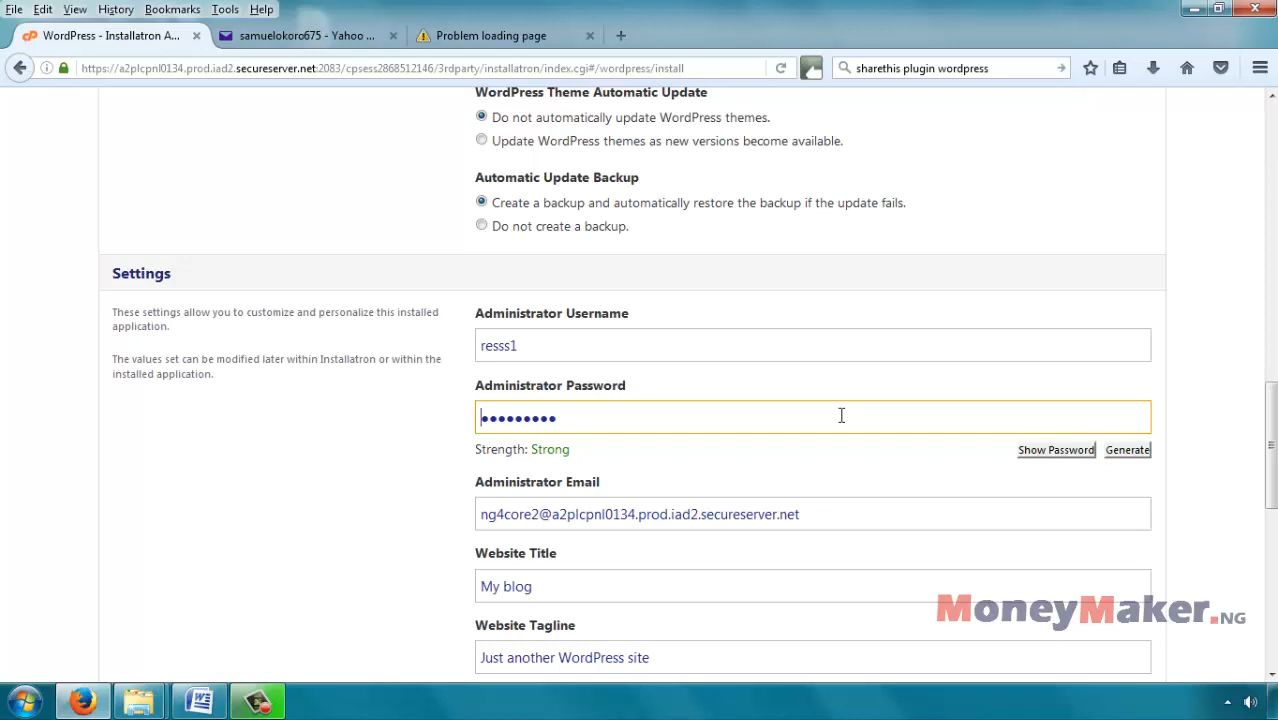 File Edit View History Bookmarks Tools Help
WordPress - Installatron A... × samuelokoro675 - Yahoo ... × Problem loading page × +
https://a2plcpnl0134.prod.iad2.secureserver.net:2083/cpsess2868512146/3rdparty/installatron/index.cgi#/wordpress/install sharethis plugin wordpress
WordPress Theme Automatic Update
Do not automatically update WordPress themes.
Update WordPress themes as new versions become available.
Automatic Update Backup
Create a backup and automatically restore the backup if the update fails.
Do not create a backup.
Settings
These settings allow you to customize and personalize this installed
application.
The values set can be modified later within Installatron or within the
installed application.
Administrator Username
resss1
Administrator Password
•••••••••
Strength: Strong Show Password Generate
Administrator Email
ng4core2@a2plcpnl0134.prod.iad2.secureserver.net
Website Title
My blog
MoneyMaker.NG
Website Tagline
Just another WordPress site